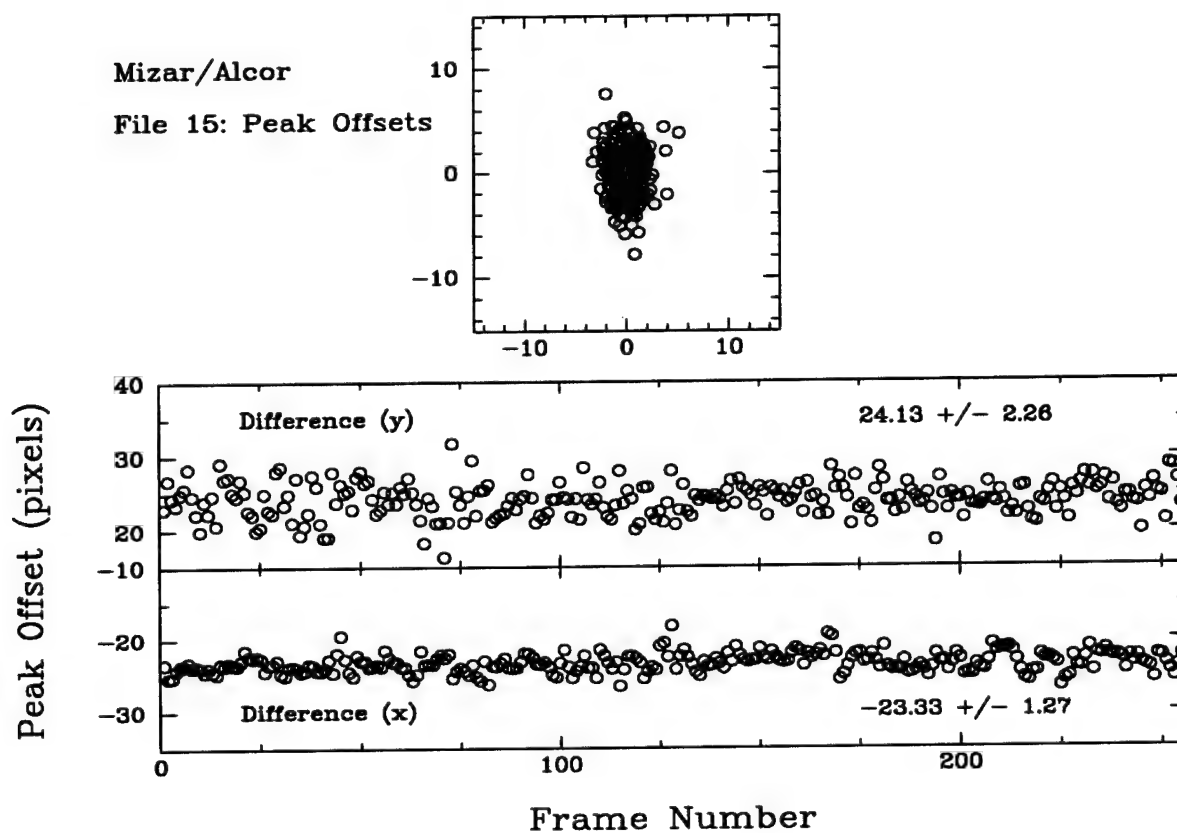 Mizar/Alcor
File 15: Peak Offsets
10
0
-10
-10 0 10
Peak Offset (pixels)
40
30
20
-10
-20
-30
Difference (y)
24.13 +/- 2.26
Difference (x)
-23.33 +/- 1.27
0 100 200
Frame Number